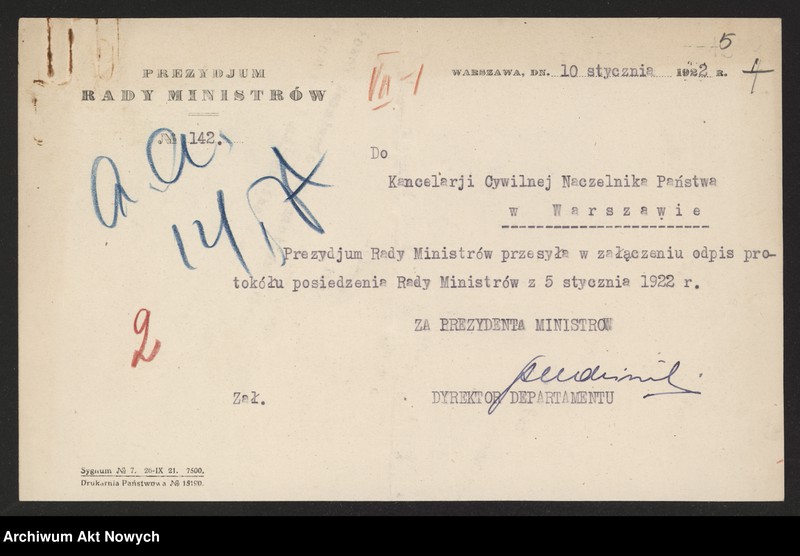 5
PREZYDJUM
RADY MINISTRÓW
№ 142.
VII-1
WARSZAWA, DN. 10 stycznia 1922 R.
4
a.a.
Do
Kancelarji Cywilnej Naczelnika Państwa
w Warszawie
Prezydjum Rady Ministrów przesyła w załączeniu odpis pro-
tokółu posiedzenia Rady Ministrów z 5 stycznia 1922 r.
ZA PREZYDENTA MINISTROW
2
Zał.
DYREKTOR DEPARTAMENTU
Sygnum № 7. 26-IX 21. 7500.
Drukarnia Państwowa № 18190.
Archiwum Akt Nowych